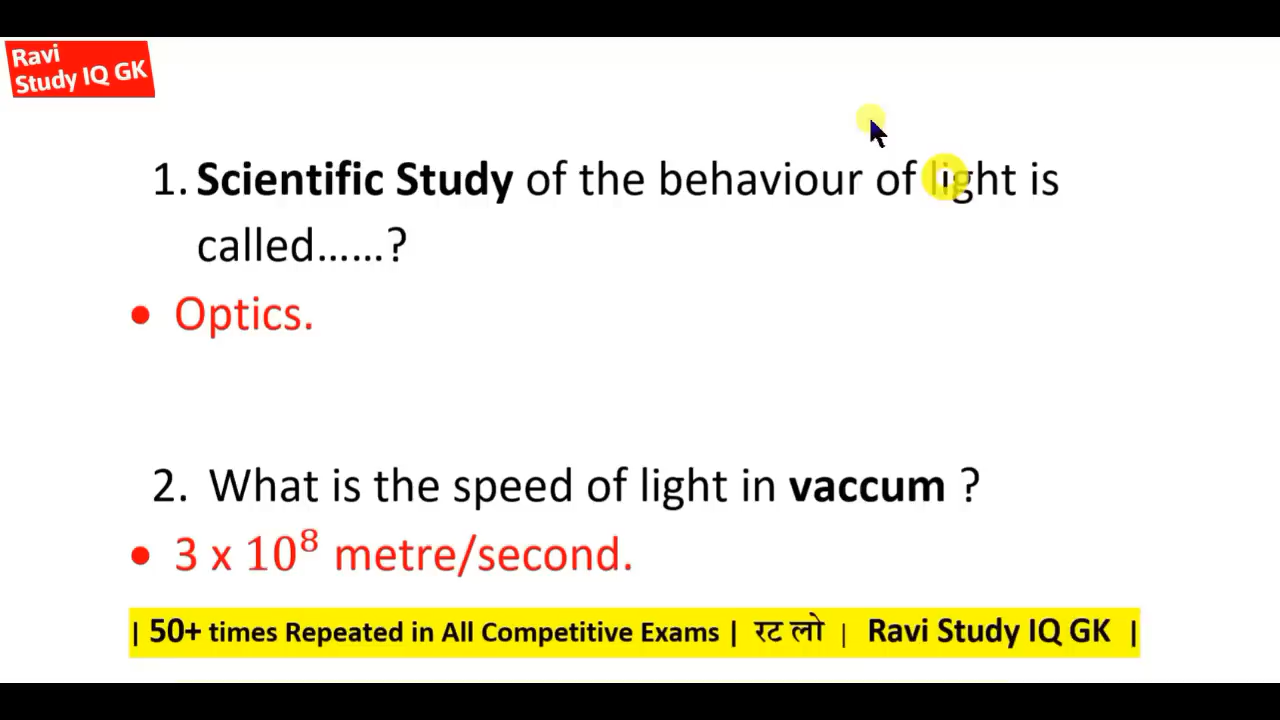 Ravi
Study IQ GK
1. Scientific Study of the behaviour of light is
called......?
• Optics.
2. What is the speed of light in vaccum ?
• 3 x 10⁸ metre/second.
| 50+ times Repeated in All Competitive Exams | रट लो | Ravi Study IQ GK |